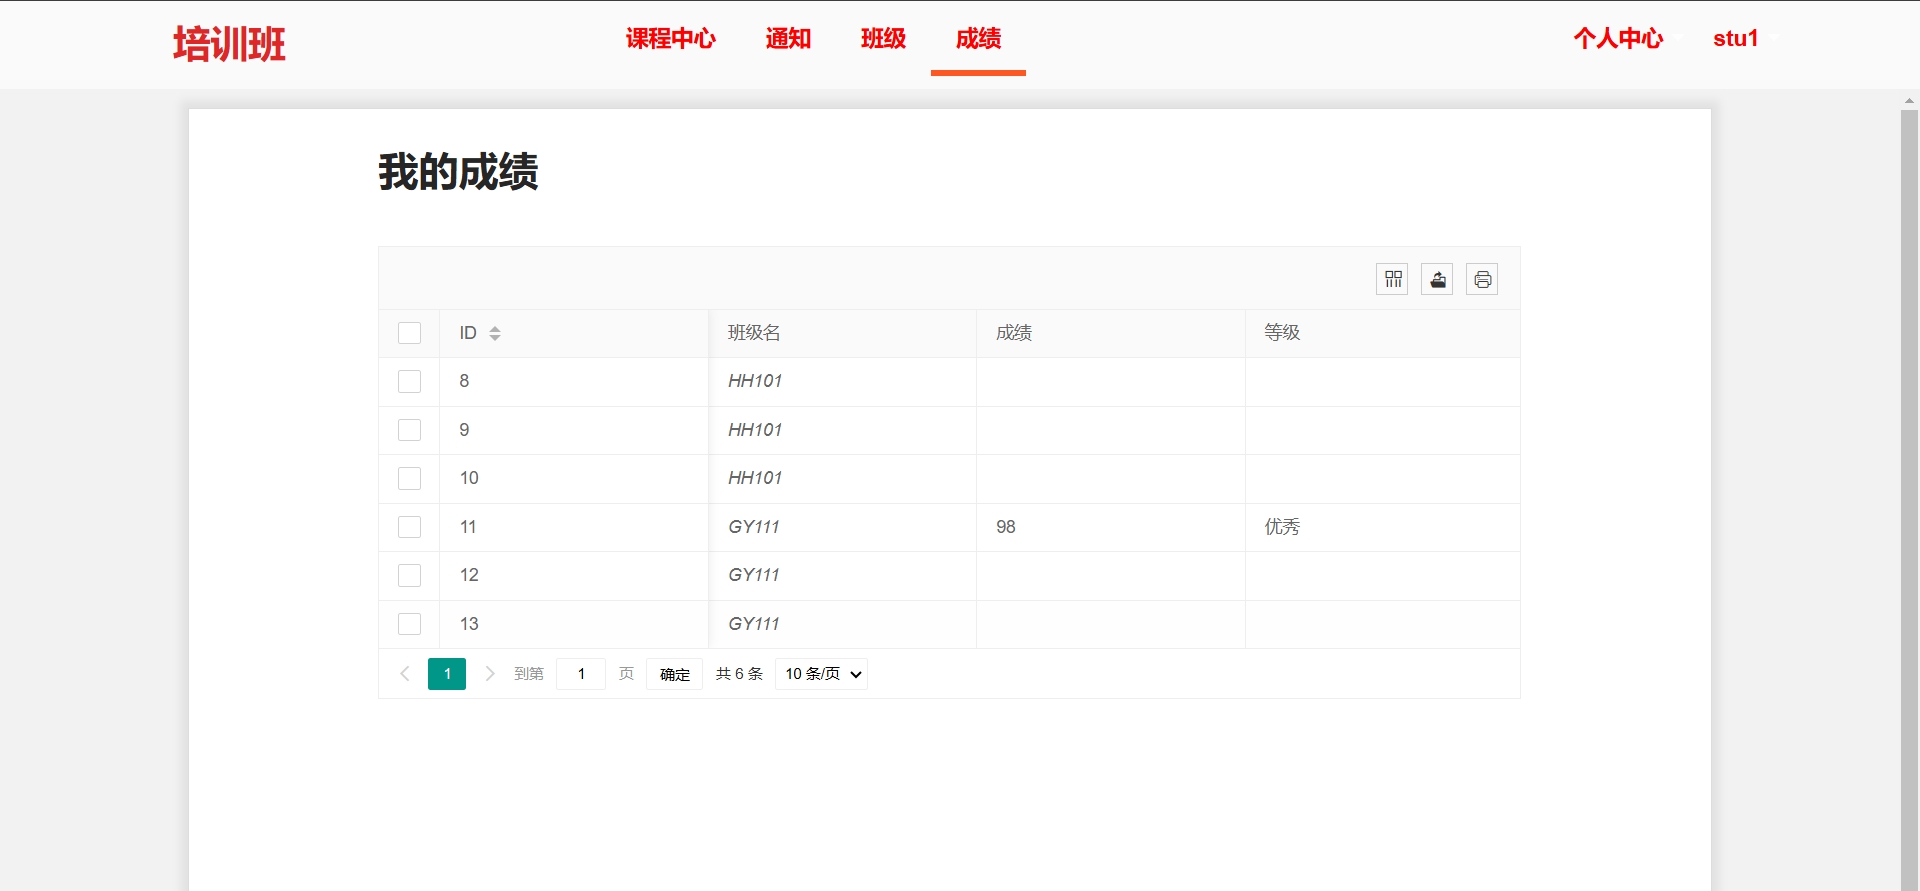 培训班 课程中心 通知 班级 成绩 个人中心 stu1
我的成绩
ID 班级名 成绩 等级
8 HH101
9 HH101
10 HH101
11 GY111 98 优秀
12 GY111
13 GY111
1 到第 1 页 确定 共 6 条 10 条/页